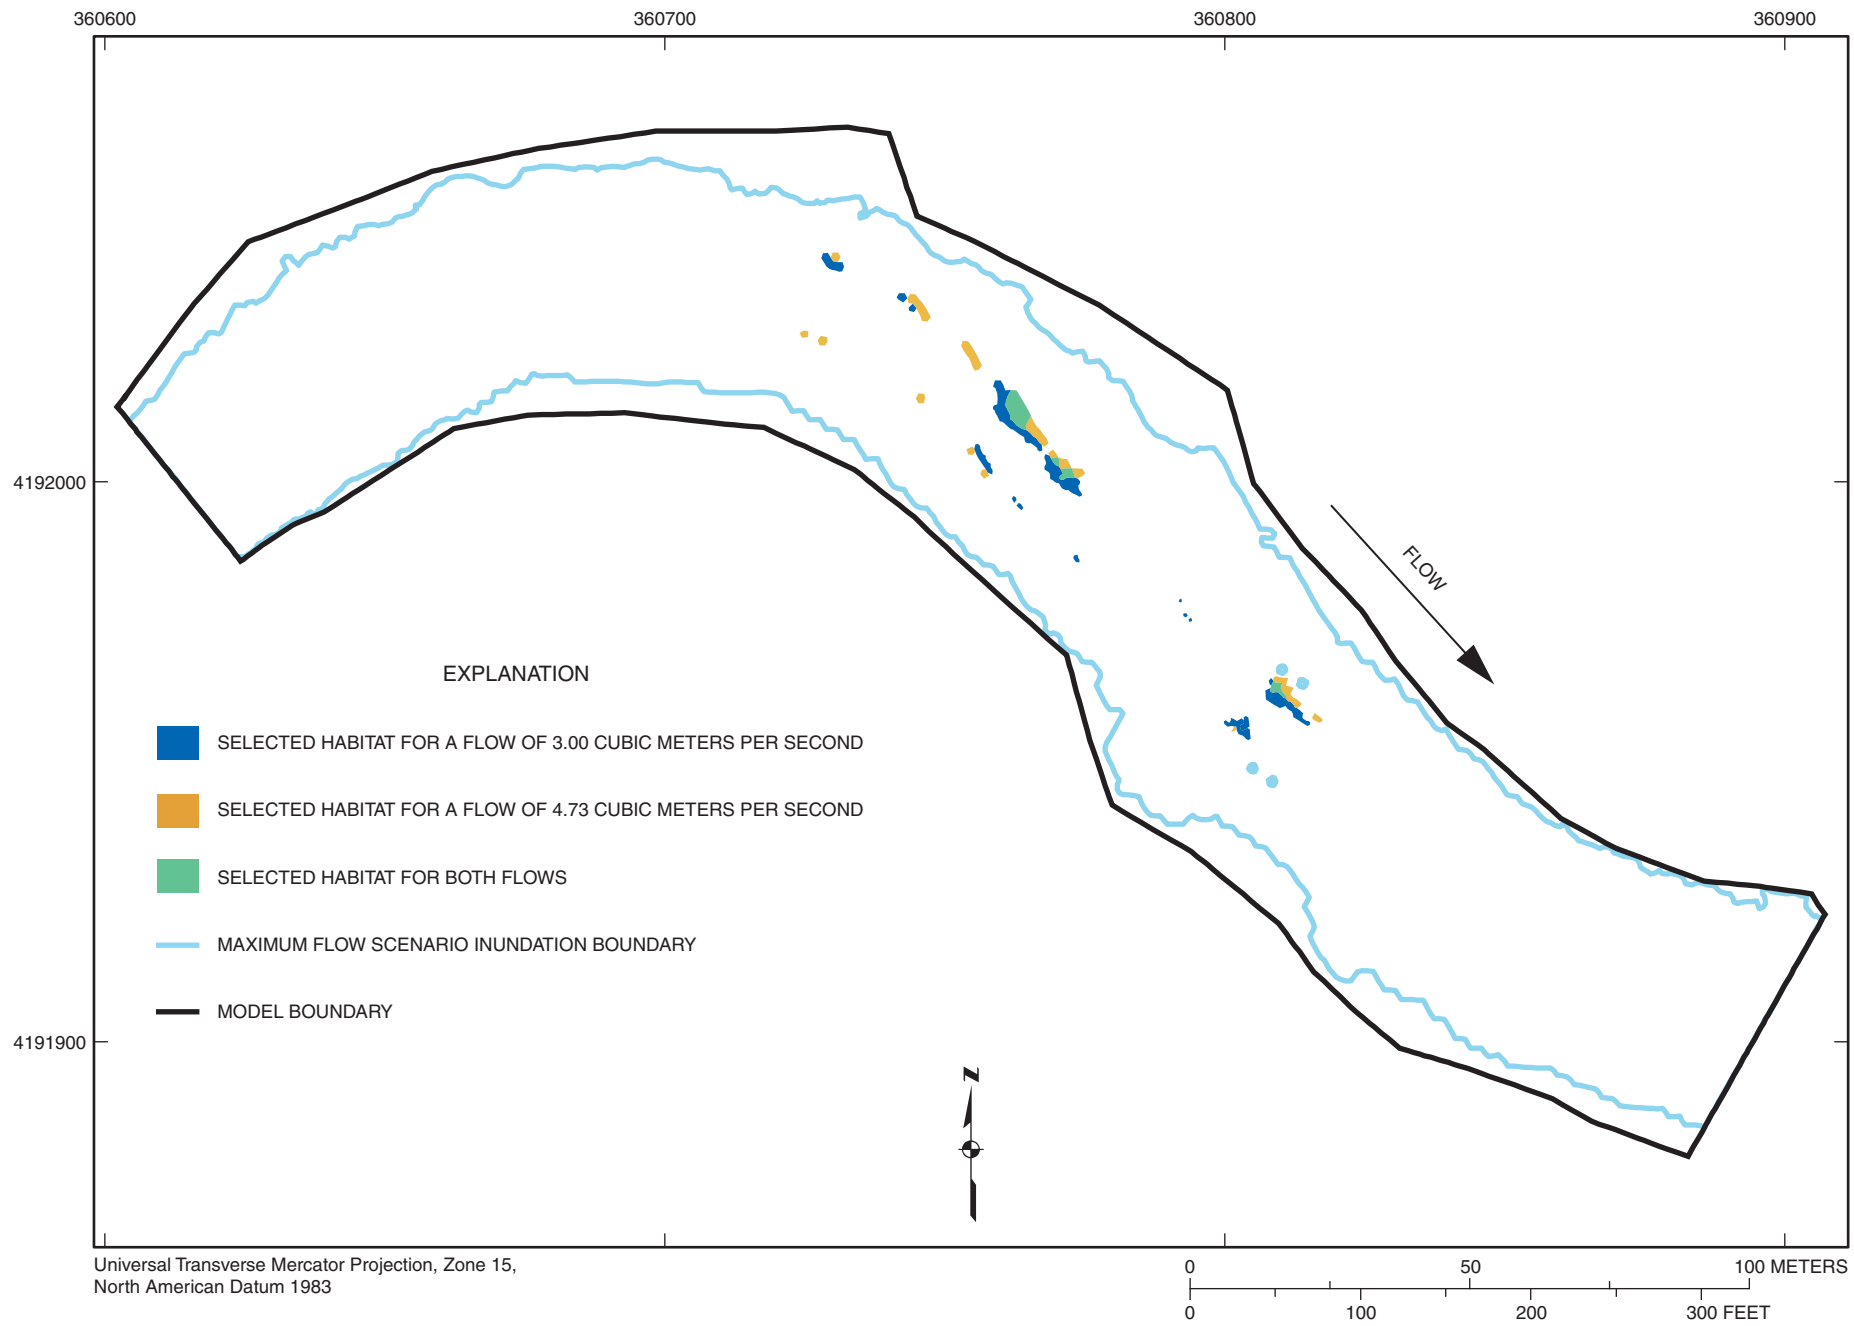 360600 360700 360800 360900
4192000
FLOW
EXPLANATION
SELECTED HABITAT FOR A FLOW OF 3.00 CUBIC METERS PER SECOND
SELECTED HABITAT FOR A FLOW OF 4.73 CUBIC METERS PER SECOND
SELECTED HABITAT FOR BOTH FLOWS
MAXIMUM FLOW SCENARIO INUNDATION BOUNDARY
MODEL BOUNDARY
4191900
N
Universal Transverse Mercator Projection, Zone 15,
North American Datum 1983
0 50 100 METERS
0 100 200 300 FEET